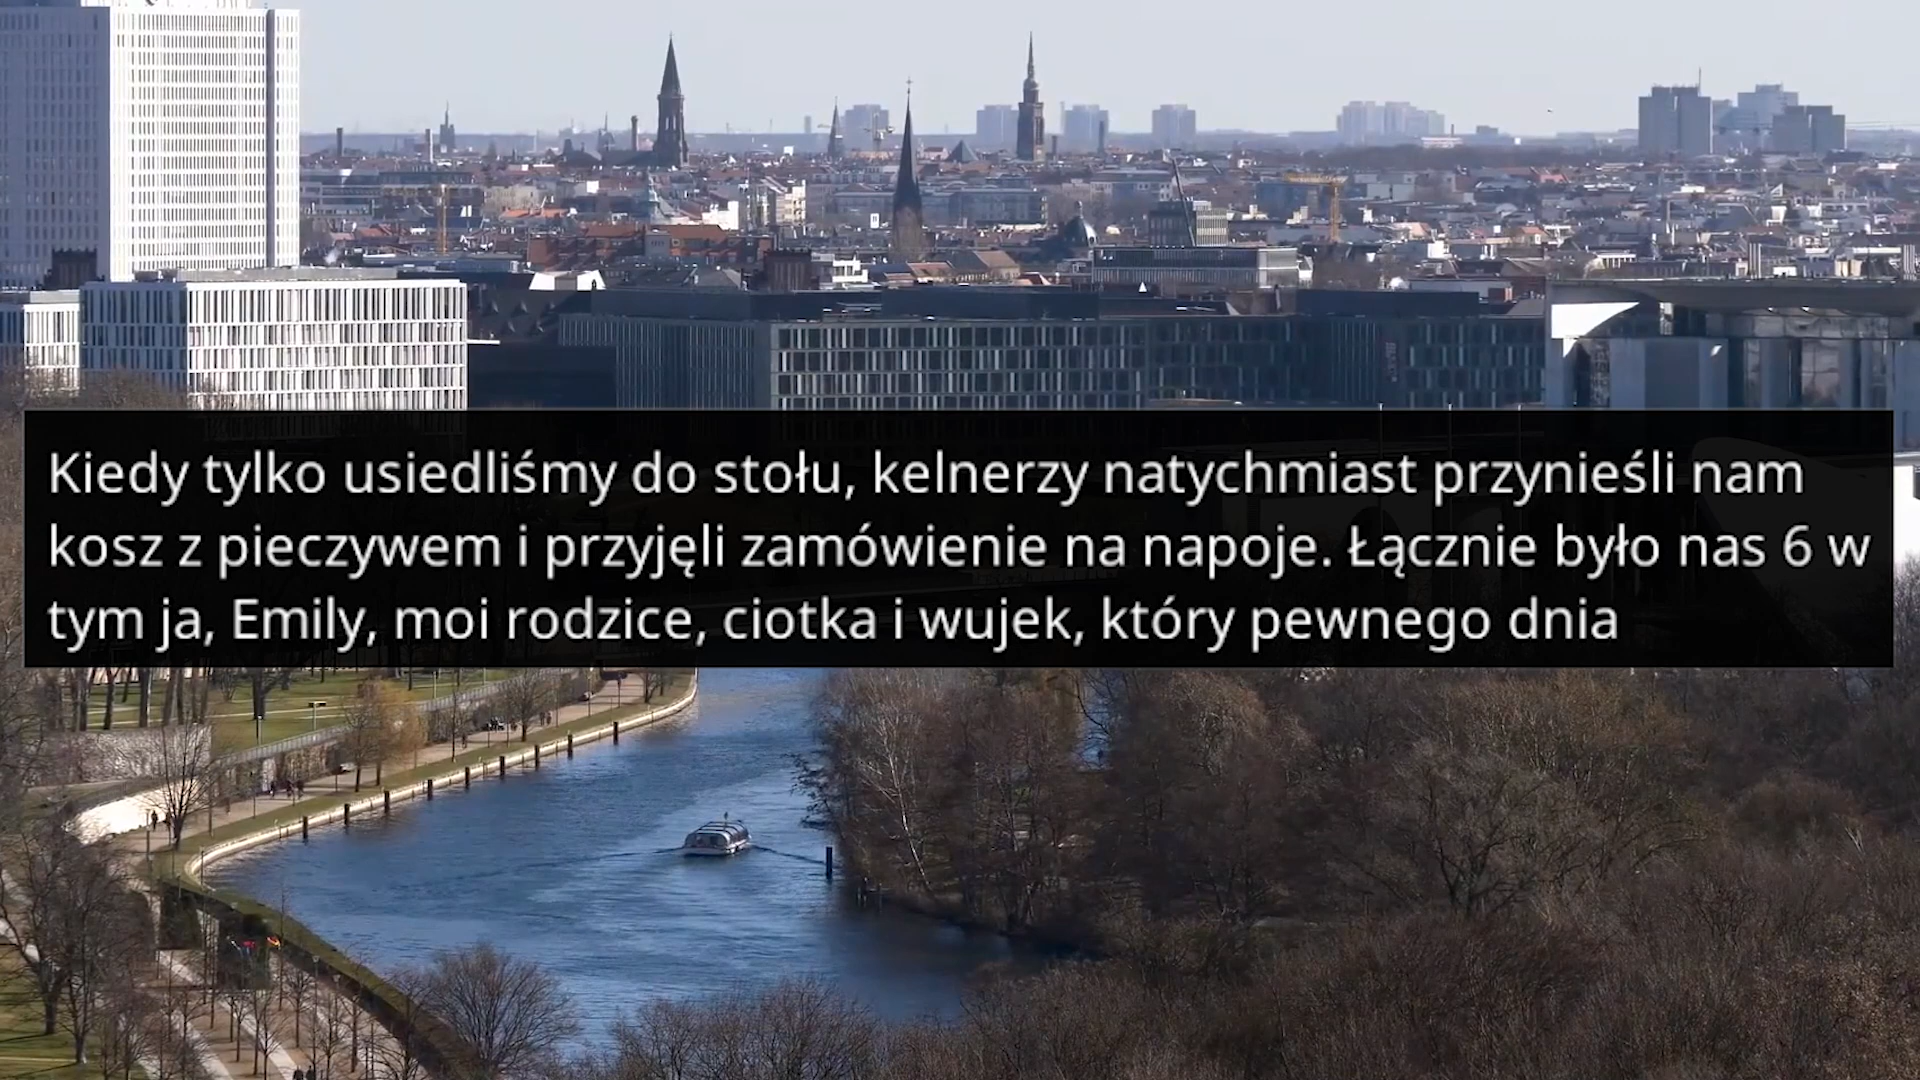 Kiedy tylko usiedliśmy do stołu, kelnerzy natychmiast przynieśli nam
kosz z pieczywem i przyjęli zamówienie na napoje. Łącznie było nas 6 w
tym ja, Emily, moi rodzice, ciotka i wujek, który pewnego dnia